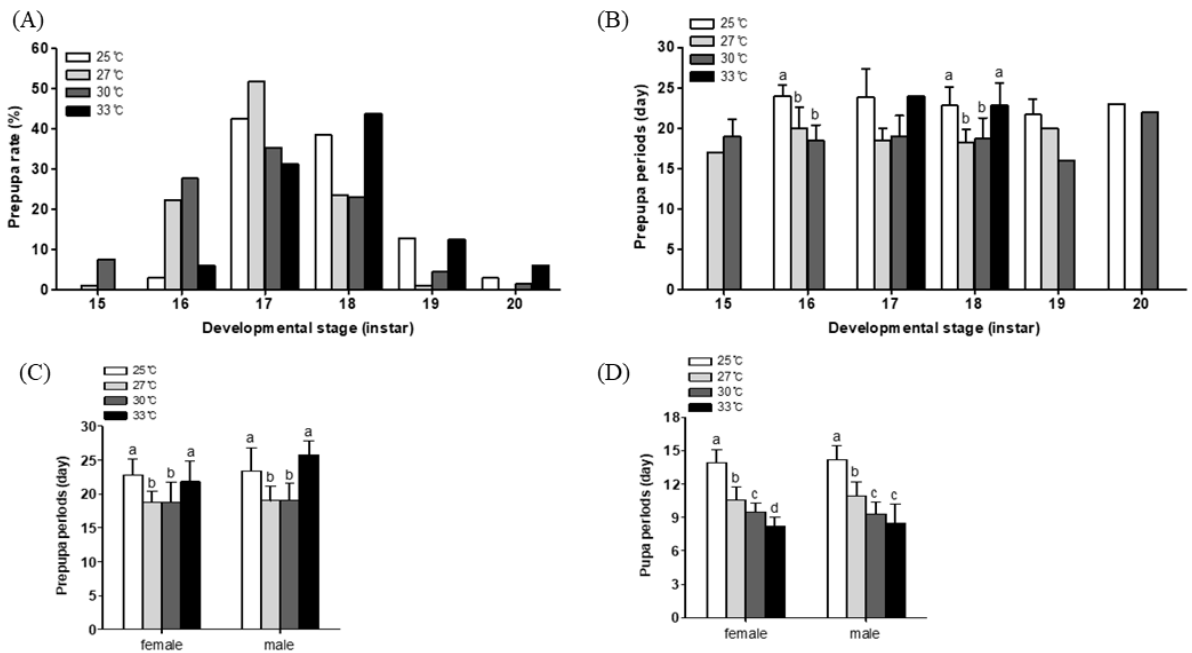 (A)
25℃
27℃
30℃
33℃
Prepupa rate (%)
60
50
40
30
20
10
0
15 16 17 18 19 20
Developmental stage (instar)
(B)
25℃
27℃
30℃
33℃
Prepupa periods (day)
30
25
20
15
10
5
0
a b b a b b a
15 16 17 18 19 20
Developmental stage (instar)
(C)
25℃
27℃
30℃
33℃
Prepupa periods (day)
30
25
20
15
10
5
0
a b b a a b b a
female male
(D)
25℃
27℃
30℃
33℃
Pupa periods (day)
18
15
12
9
6
3
0
a b c d a b c c
female male